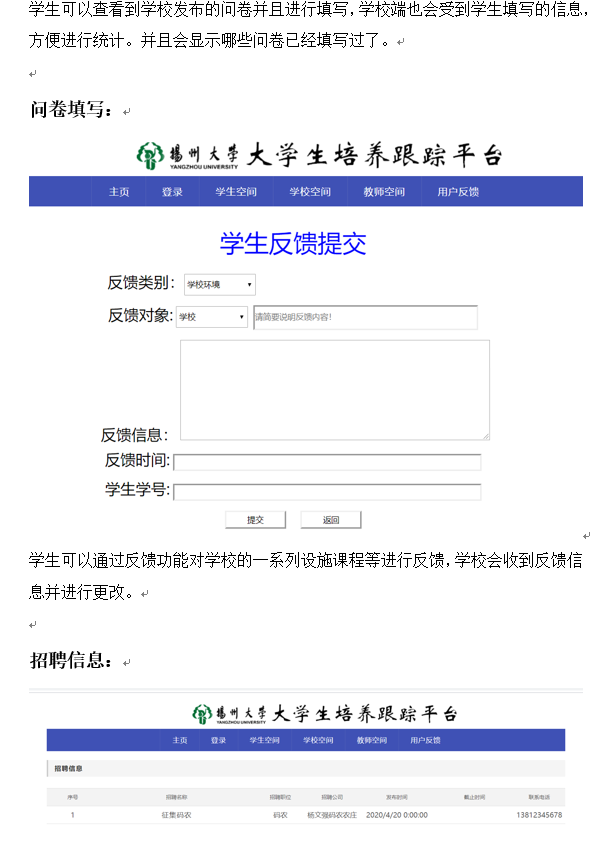 学生可以查看到学校发布的问卷并且进行填写，学校端也会受到学生填写的信息，
方便进行统计。并且会显示哪些问卷已经填写过了。
问卷填写：
揚州大学 YANGZHOU UNIVERSITY 大学生培养跟踪平台
主页 登录 学生空间 学校空间 教师空间 用户反馈
学生反馈提交
反馈类别： 学校环境
反馈对象: 学校 请简要说明反馈内容!
反馈信息：
反馈时间:
学生学号:
提交 返回
学生可以通过反馈功能对学校的一系列设施课程等进行反馈，学校会收到反馈信
息并进行更改。
招聘信息：
揚州大学 YANGZHOU UNIVERSITY 大学生培养跟踪平台
主页 登录 学生空间 学校空间 教师空间 用户反馈
招聘信息
序号 招聘名称 招聘职位 招聘公司 发布时间 截止时间 联系电话
1 征集码农 码农 杨文强码农农庄 2020/4/20 0:00:00 13812345678